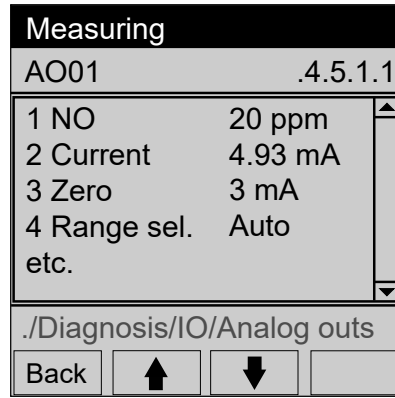 Measuring
AO01 .4.5.1.1
1 NO 20 ppm
2 Current 4.93 mA
3 Zero 3 mA
4 Range sel. Auto
etc.
./Diagnosis/IO/Analog outs
Back